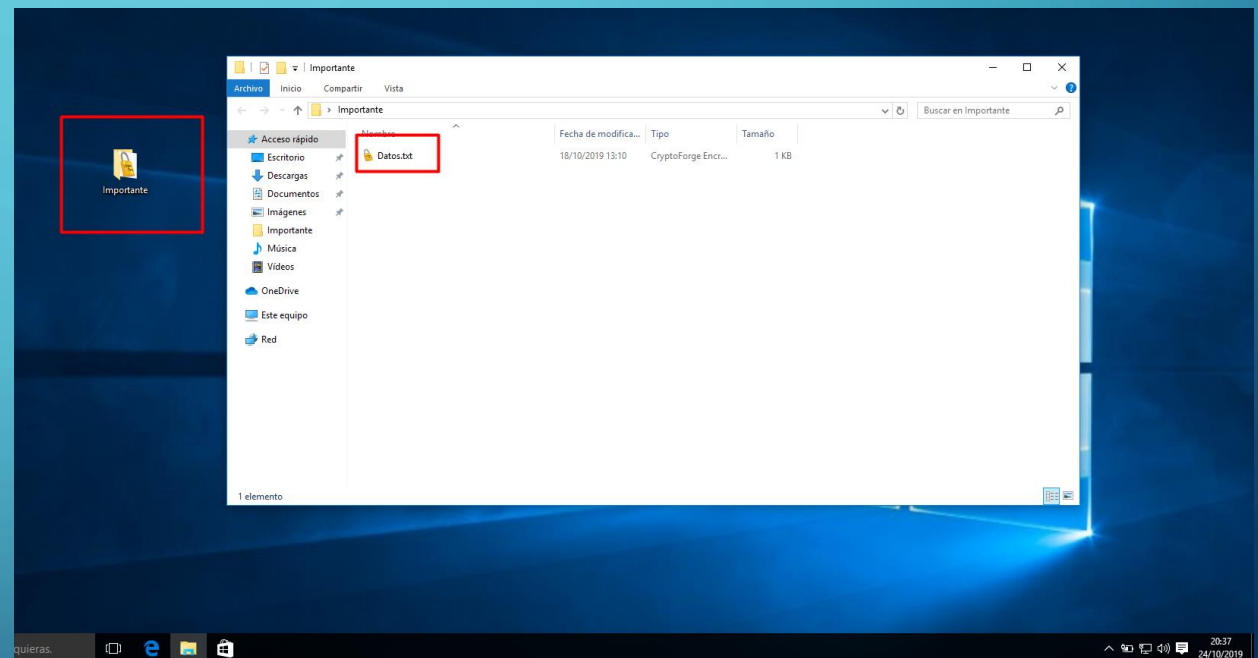 Importante
Archivo Inicio Compartir Vista
Importante
Buscar en Importante
Nombre Fecha de modifica... Tipo Tamaño
Acceso rápido
Escritorio
Descargas
Documentos
Imágenes
Importante
Música
Vídeos
OneDrive
Este equipo
Red
Datos.txt 18/10/2019 13:10 CryptoForge Encr... 1 KB
1 elemento
Importante
quieras.
20:37
24/10/2019